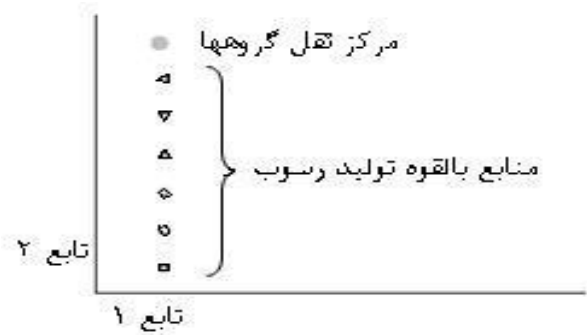 مرکز ثقل گروهها
منابع بالقوه تولید رسوب
تابع ۲
تابع ۱